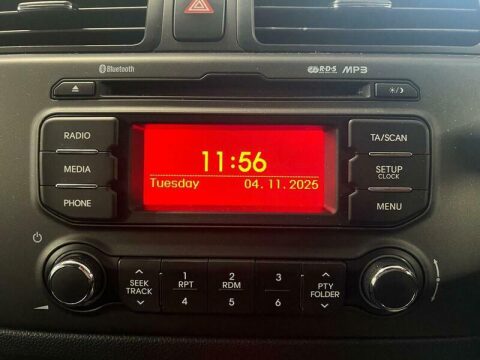 Bluetooth RDS MP3
RADIO
MEDIA
PHONE
11:56
Tuesday 04. 11. 2025
TA/SCAN
SETUP
CLOCK
MENU
SEEK
TRACK
1 2 3
RPT RDM
4 5 6
PTY
FOLDER